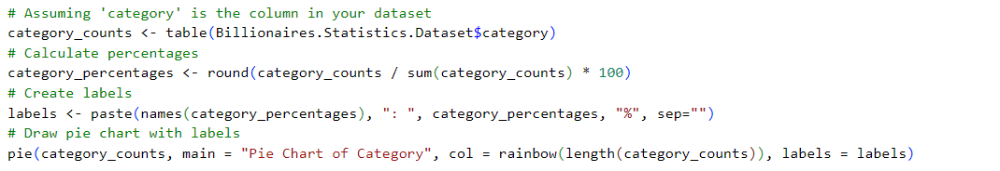 # Assuming 'category' is the column in your dataset
category_counts <- table(Billionaires.Statistics.Dataset$category)
# Calculate percentages
category_percentages <- round(category_counts / sum(category_counts) * 100)
# Create labels
labels <- paste(names(category_percentages), ": ", category_percentages, "%", sep="")
# Draw pie chart with labels
pie(category_counts, main = "Pie Chart of Category", col = rainbow(length(category_counts)), labels = labels)